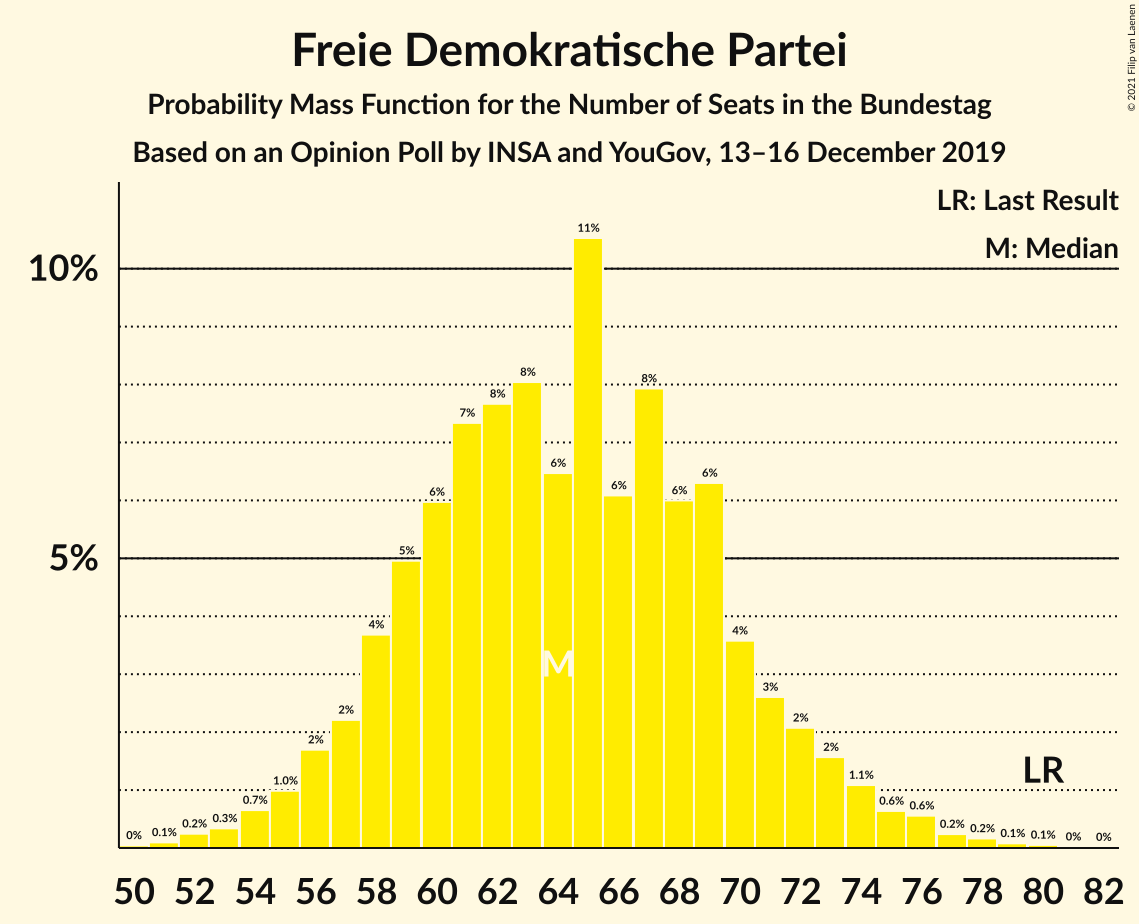 Freie Demokratische Partei
Probability Mass Function for the Number of Seats in the Bundestag
Based on an Opinion Poll by INSA and YouGov, 13–16 December 2019
© 2021 Filip van Laenen
LR: Last Result
M: Median
10%
5%
0% 0.1% 0.2% 0.3% 0.7% 1.0% 2% 2% 4% 5% 6% 7% 8% 8% 6% 11% 6% 8% 6% 6% 4% 3% 2% 2% 1.1% 0.6% 0.6% 0.2% 0.2% 0.1% 0.1% 0% 0%
M
LR
50 52 54 56 58 60 62 64 66 68 70 72 74 76 78 80 82